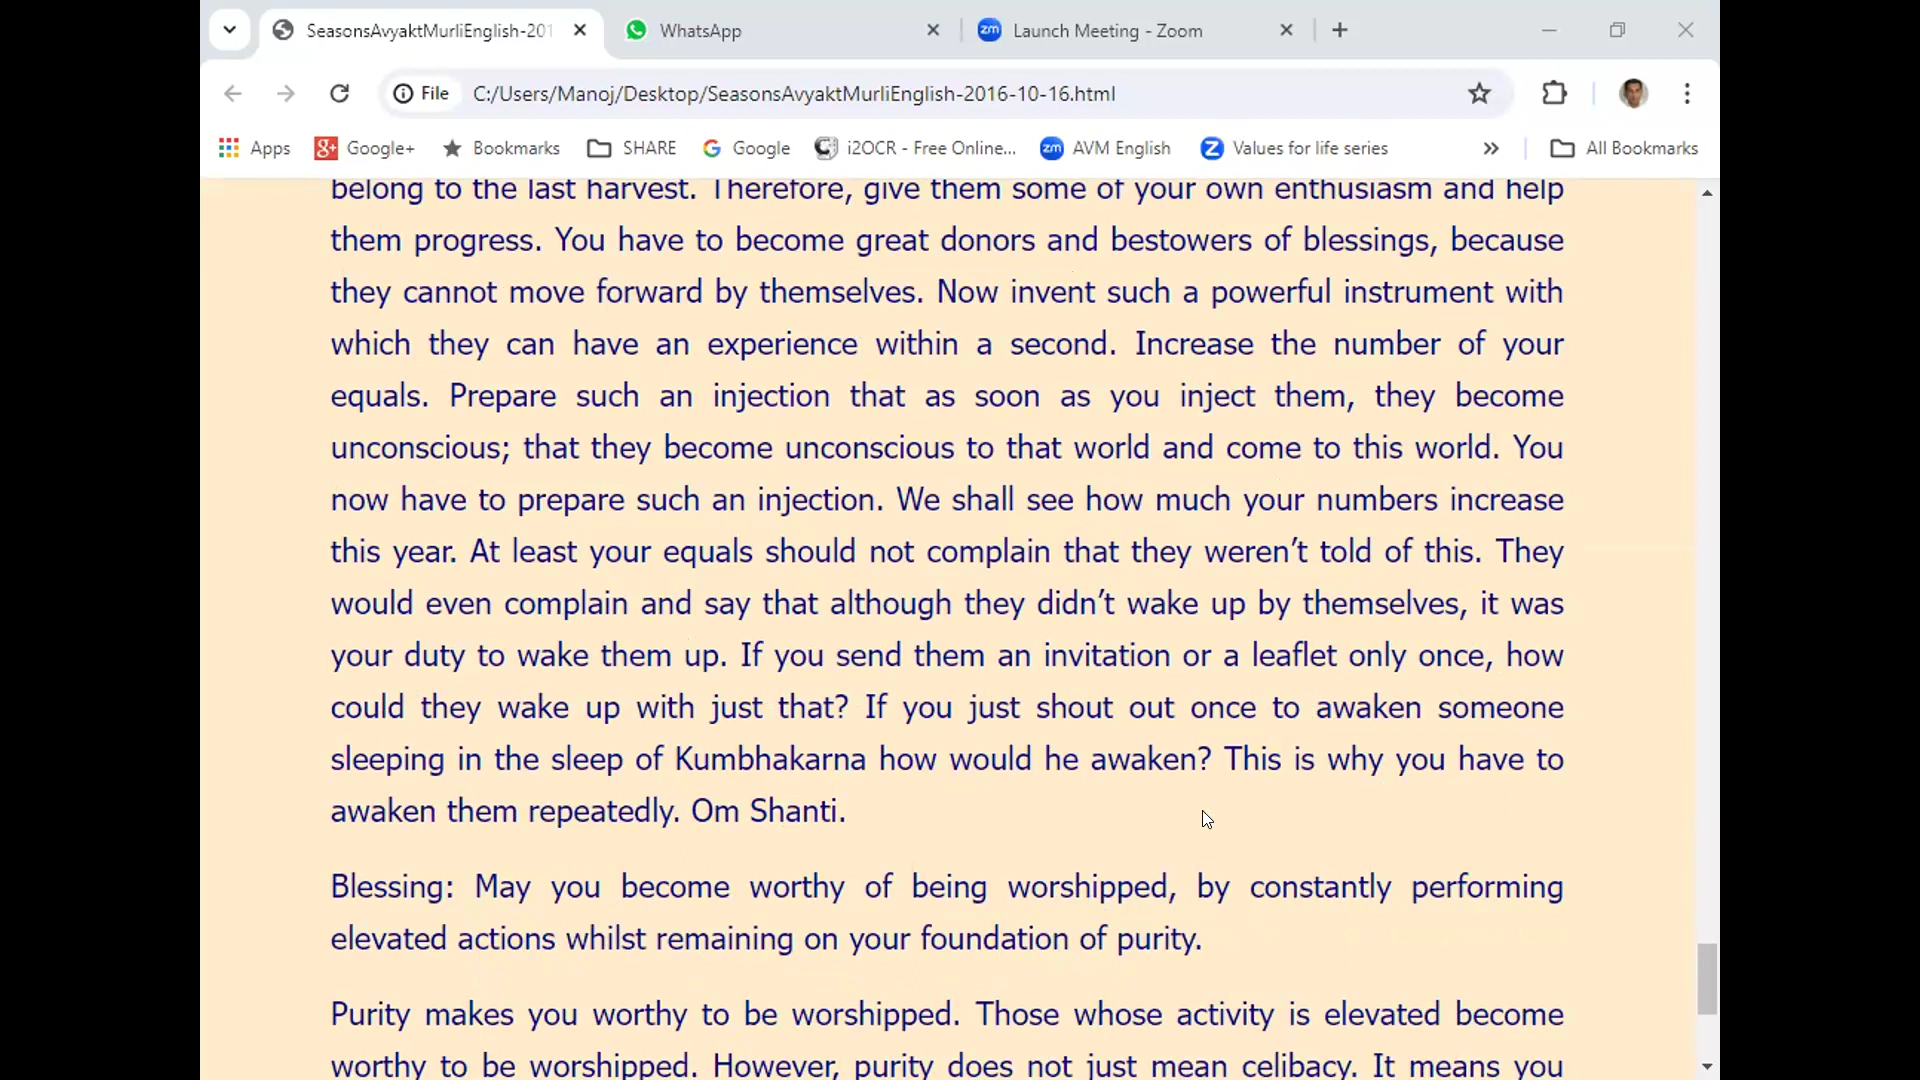 SeasonsAvyaktMurliEnglish-201
WhatsApp
Launch Meeting - Zoom
File
C:/Users/Manoj/Desktop/SeasonsAvyaktMurliEnglish-2016-10-16.html
Apps
Google+
Bookmarks
SHARE
Google
i2OCR - Free Online...
AVM English
Values for life series
All Bookmarks
belong to the last harvest. Therefore, give them some of your own enthusiasm and help
them progress. You have to become great donors and bestowers of blessings, because
they cannot move forward by themselves. Now invent such a powerful instrument with
which they can have an experience within a second. Increase the number of your
equals. Prepare such an injection that as soon as you inject them, they become
unconscious; that they become unconscious to that world and come to this world. You
now have to prepare such an injection. We shall see how much your numbers increase
this year. At least your equals should not complain that they weren’t told of this. They
would even complain and say that although they didn’t wake up by themselves, it was
your duty to wake them up. If you send them an invitation or a leaflet only once, how
could they wake up with just that? If you just shout out once to awaken someone
sleeping in the sleep of Kumbhakarna how would he awaken? This is why you have to
awaken them repeatedly. Om Shanti.
Blessing: May you become worthy of being worshipped, by constantly performing
elevated actions whilst remaining on your foundation of purity.
Purity makes you worthy to be worshipped. Those whose activity is elevated become
worthy to be worshipped. However, purity does not just mean celibacy. It means you